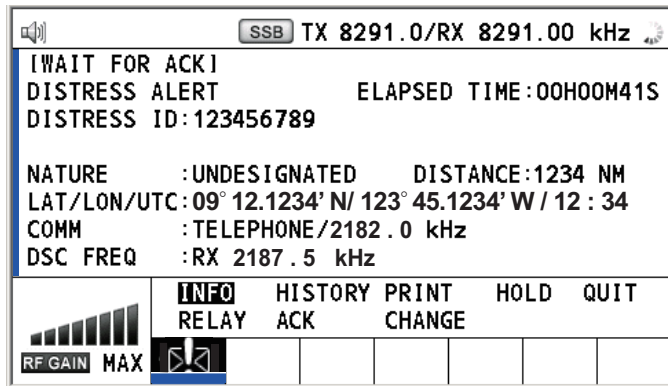 SSB TX 8291.0/RX 8291.00 kHz
[WAIT FOR ACK]
DISTRESS ALERT ELAPSED TIME:00H00M41S
DISTRESS ID:123456789
NATURE :UNDESIGNATED DISTANCE:1234 NM
LAT/LON/UTC:09° 12.1234' N/ 123° 45.1234' W / 12 : 34
COMM :TELEPHONE/2182 . 0 kHz
DSC FREQ :RX 2187 . 5 kHz
INFO HISTORY PRINT HOLD QUIT
RELAY ACK CHANGE
RF GAIN MAX